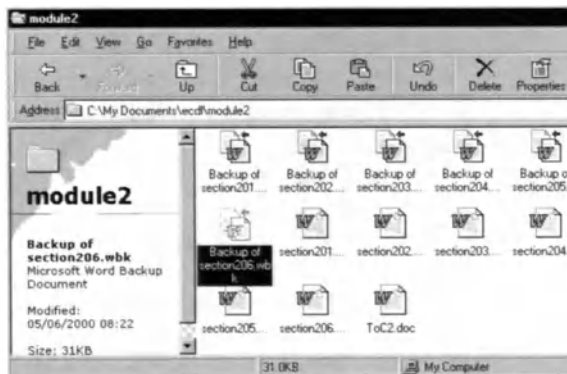 module2
File Edit View Go Favorites Help
Back Forward Up Cut Copy Paste Undo Delete Properties
Address C:\My Documents\ecdl\module2
module2
Backup of
section206.wbk
Microsoft Word Backup
Document
Modified:
05/06/2000 08:22
Size: 31KB
Backup of
section201....
Backup of
section202....
Backup of
section203....
Backup of
section204....
Backup of
section205.
Backup of
section206.wb
k
section201....
section202....
section203....
section204
section205....
section206....
ToC2.doc
31.0KB My Computer